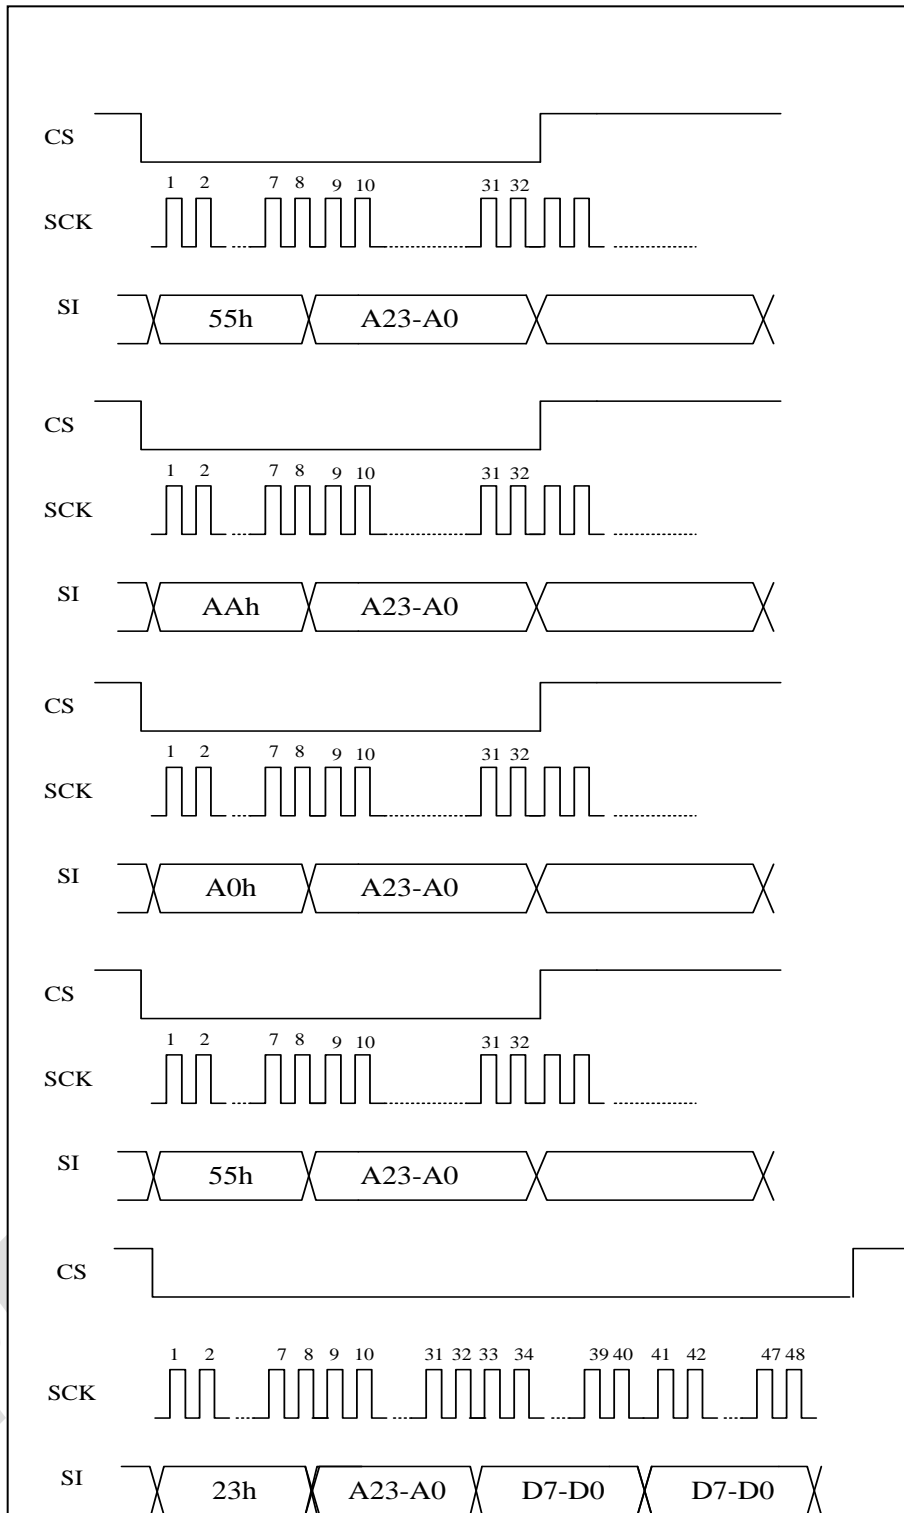 CS
1 2 7 8 9 10 31 32
SCK
SI 55h A23-A0
CS
1 2 7 8 9 10 31 32
SCK
SI AAh A23-A0
CS
1 2 7 8 9 10 31 32
SCK
SI A0h A23-A0
CS
1 2 7 8 9 10 31 32
SCK
SI 55h A23-A0
CS
1 2 7 8 9 10 31 32 33 34 39 40 41 42 47 48
SCK
SI 23h A23-A0 D7-D0 D7-D0